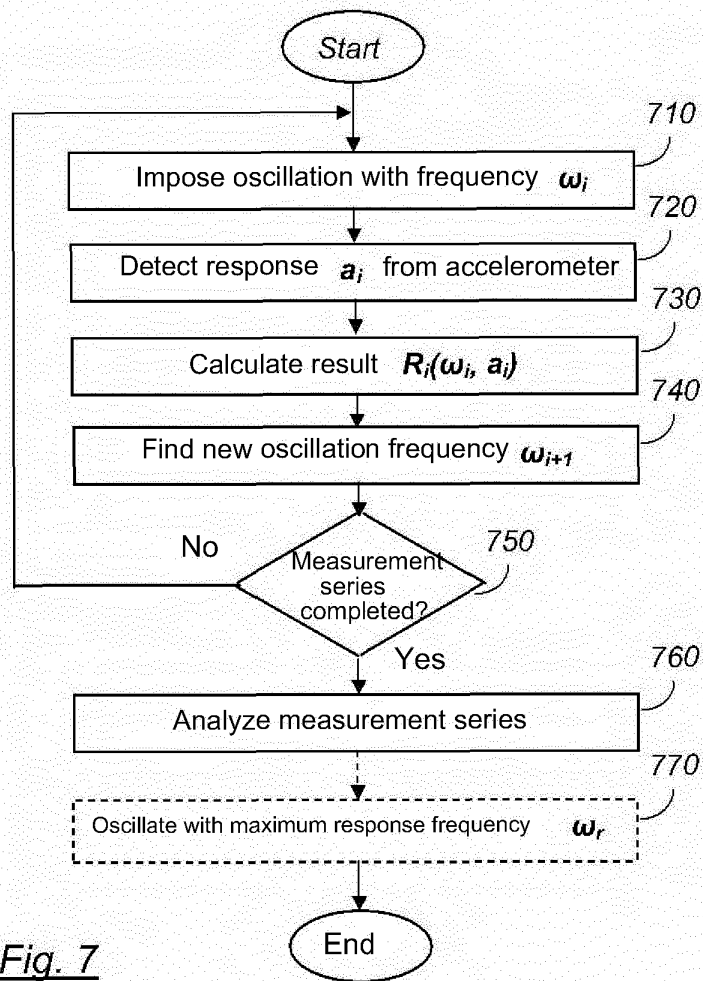 Start
710
Impose oscillation with frequency ωi
720
Detect response ai from accelerometer
730
Calculate result Ri(ωi, ai)
740
Find new oscillation frequency ωi+1
No
750
Measurement
series
completed?
Yes
760
Analyze measurement series
770
Oscillate with maximum response frequency ωr
End
Fig. 7